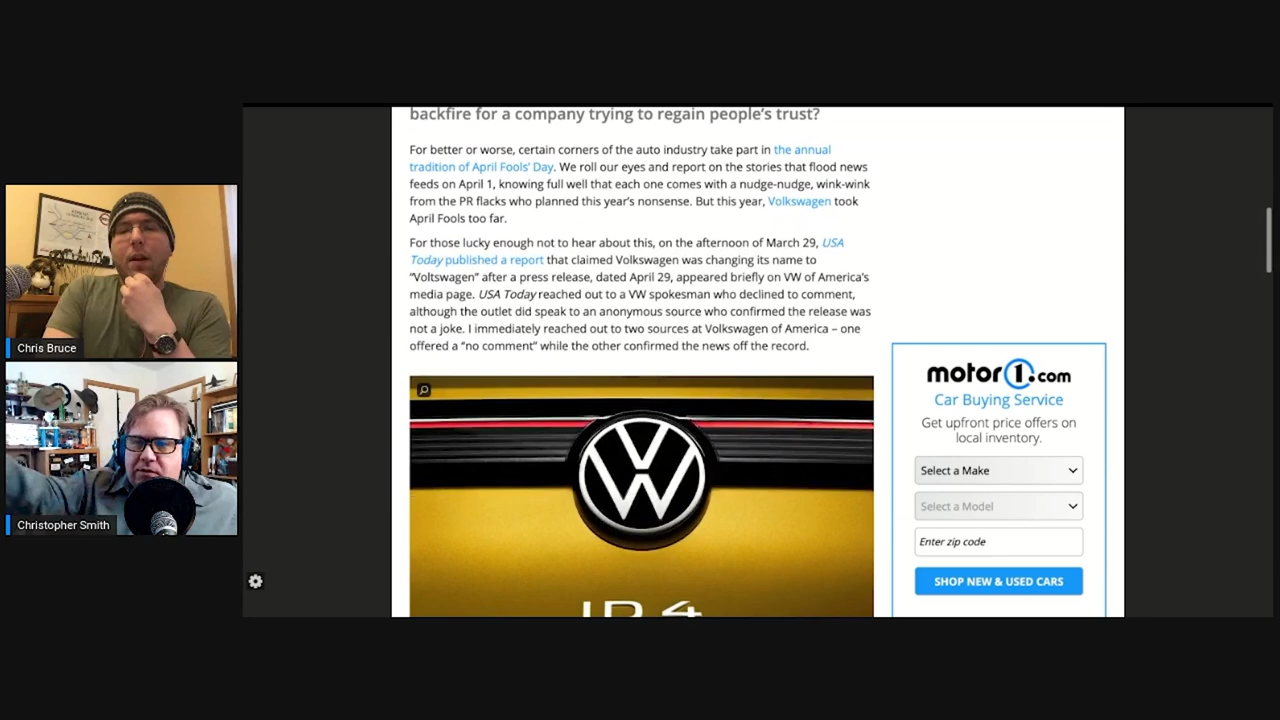 backfire for a company trying to regain people's trust?
For better or worse, certain corners of the auto industry take part in the annual
tradition of April Fools' Day. We roll our eyes and report on the stories that flood news
feeds on April 1, knowing full well that each one comes with a nudge-nudge, wink-wink
from the PR flacks who planned this year's nonsense. But this year, Volkswagen took
April Fools too far.
For those lucky enough not to hear about this, on the afternoon of March 29, USA
Today published a report that claimed Volkswagen was changing its name to
"Voltswagen" after a press release, dated April 29, appeared briefly on VW of America's
media page. USA Today reached out to a VW spokesman who declined to comment,
although the outlet did speak to an anonymous source who confirmed the release was
not a joke. I immediately reached out to two sources at Volkswagen of America – one
offered a "no comment" while the other confirmed the news off the record.
Chris Bruce
Christopher Smith
motor1.com
Car Buying Service
Get upfront price offers on
local inventory.
Select a Make
Select a Model
Enter zip code
SHOP NEW & USED CARS
VW
ID.4